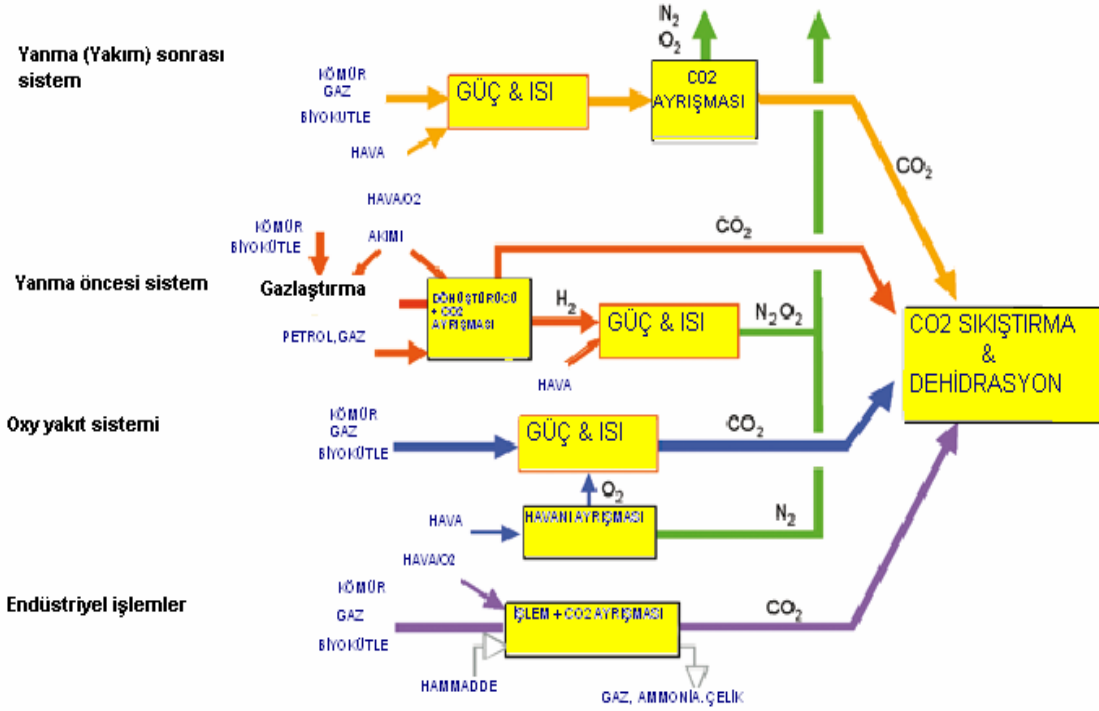 N2
O2
Yanma (Yakım) sonrası
sistem
KÖMÜR
GAZ
BİYOKÜTLE
HAVA
GÜÇ & ISI
CO2
AYRIŞMASI
CO2
HAVA/O2
AKIMI
KÖMÜR
BİYOKÜTLE
Yanma öncesi sistem
Gazlaştırma
PETROL, GAZ
DÖNÜŞTÜRÜCÜ
+ CO2
AYRIŞMASI
CO2
H2
HAVA
GÜÇ & ISI
N2 O2
CO2 SIKIŞTIRMA
&
DEHİDRASYON
Oxy yakıt sistemi
KÖMÜR
GAZ
BİYOKÜTLE
GÜÇ & ISI
CO2
O2
HAVA
HAVANI AYRIŞMASI
N2
HAVA/O2
Endüstriyel işlemler
KÖMÜR
GAZ
BİYOKÜTLE
İŞLEM + CO2 AYRIŞMASI
CO2
HAMMADDE
GAZ, AMMONIA. ÇELİK